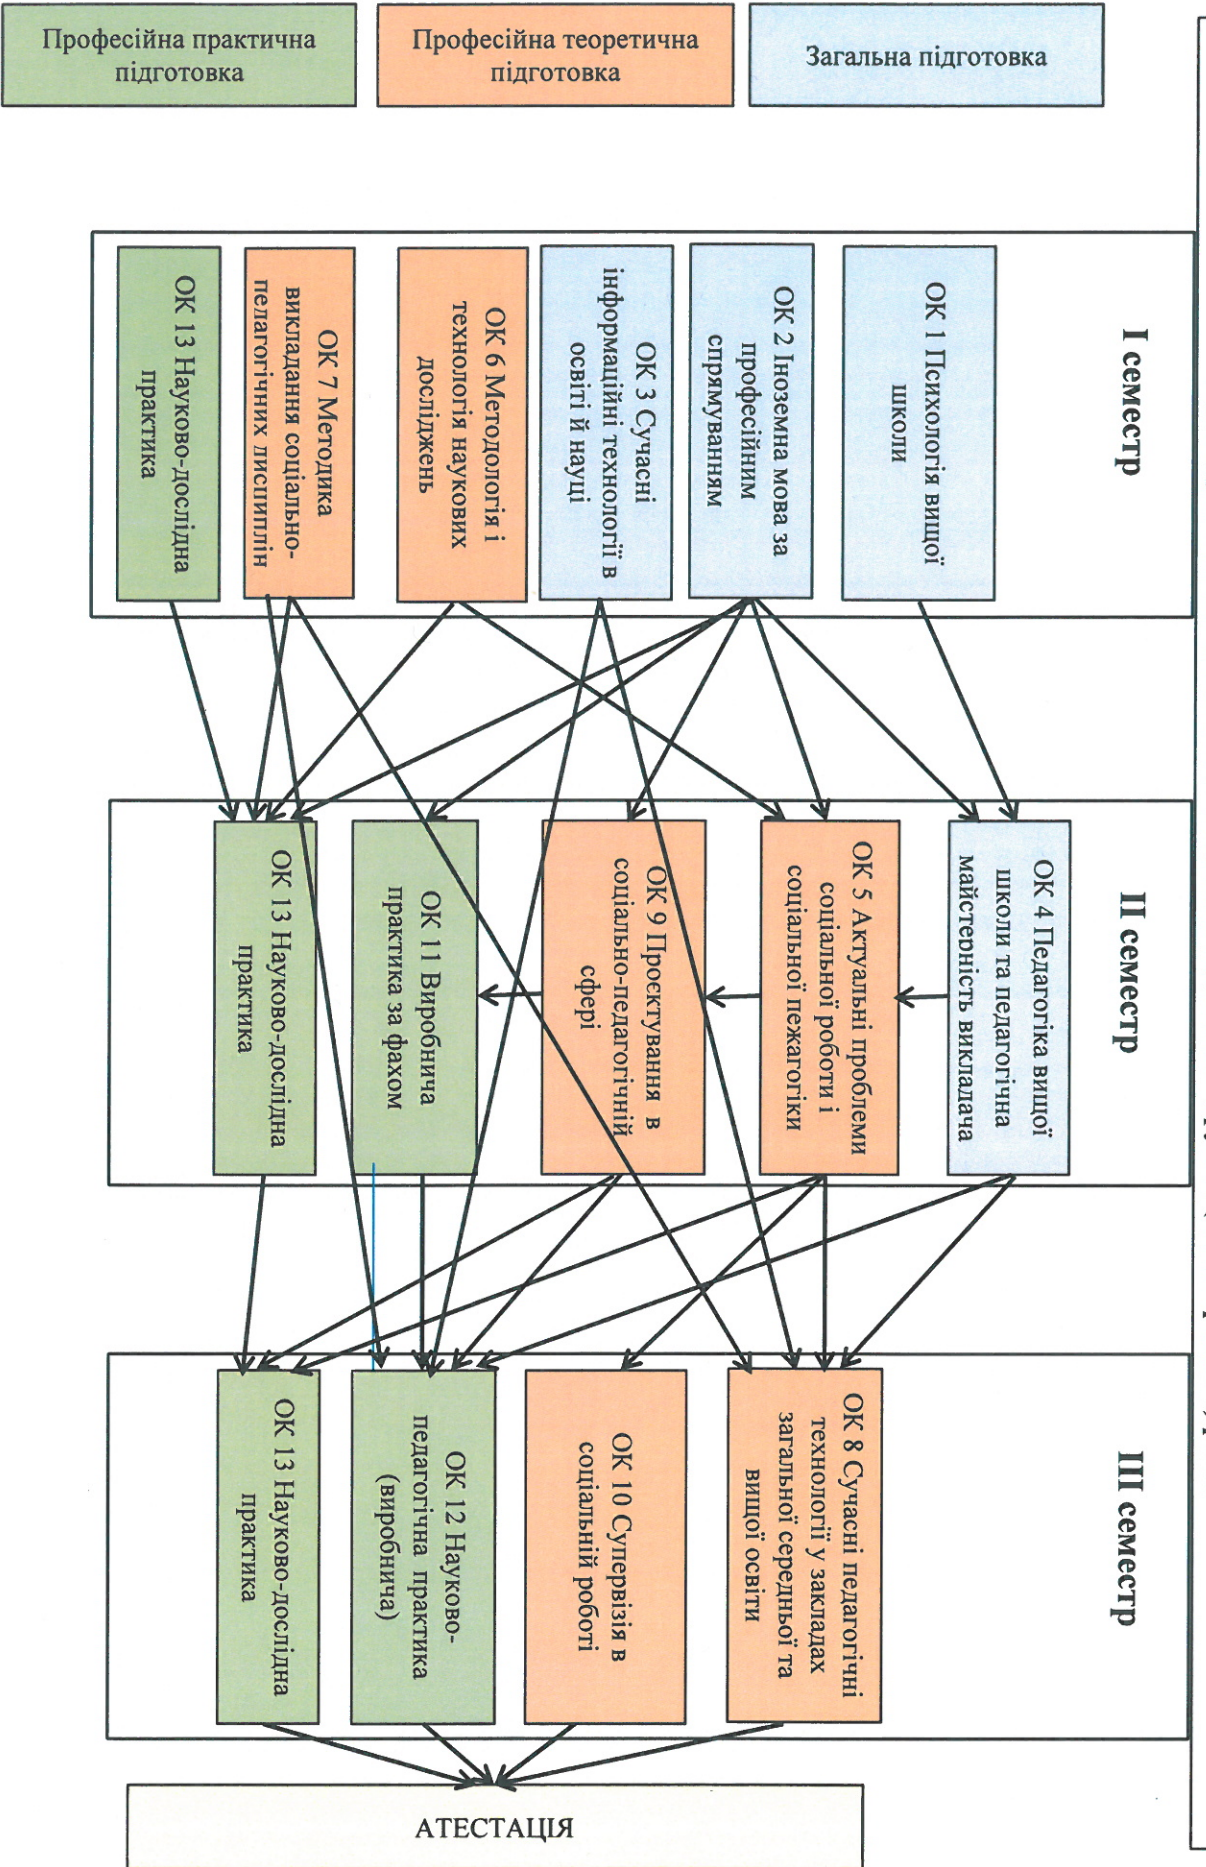 Професійна практична
підготовка
Професійна теоретична
підготовка
Загальна підготовка
I семестр
ОК 1 Психологія вищої
школи
ОК 2 Іноземна мова за
професійним
спрямуванням
ОК 3 Сучасні
інформаційні технології в
освіті й науці
ОК 6 Методологія і
технологія наукових
досліджень
ОК 7 Методика
викладання соціально-
педагогічних дисциплін
ОК 13 Науково-дослідна
практика
II семестр
ОК 4 Педагогіка вищої
школи та педагогічна
майстерність викладача
ОК 5 Актуальні проблеми
соціальної роботи і
соціальної пежагогіки
ОК 9 Проєктування в
соціально-педагогічній
сфері
ОК 11 Виробнича
практика за фахом
ОК 13 Науково-дослідна
практика
III семестр
ОК 8 Сучасні педагогічні
технології у закладах
загальної середньої та
вищої освіти
ОК 10 Супервізія в
соціальній роботі
ОК 12 Науково-
педагогічна практика
(виробнича)
ОК 13 Науково-дослідна
практика
АТЕСТАЦІЯ